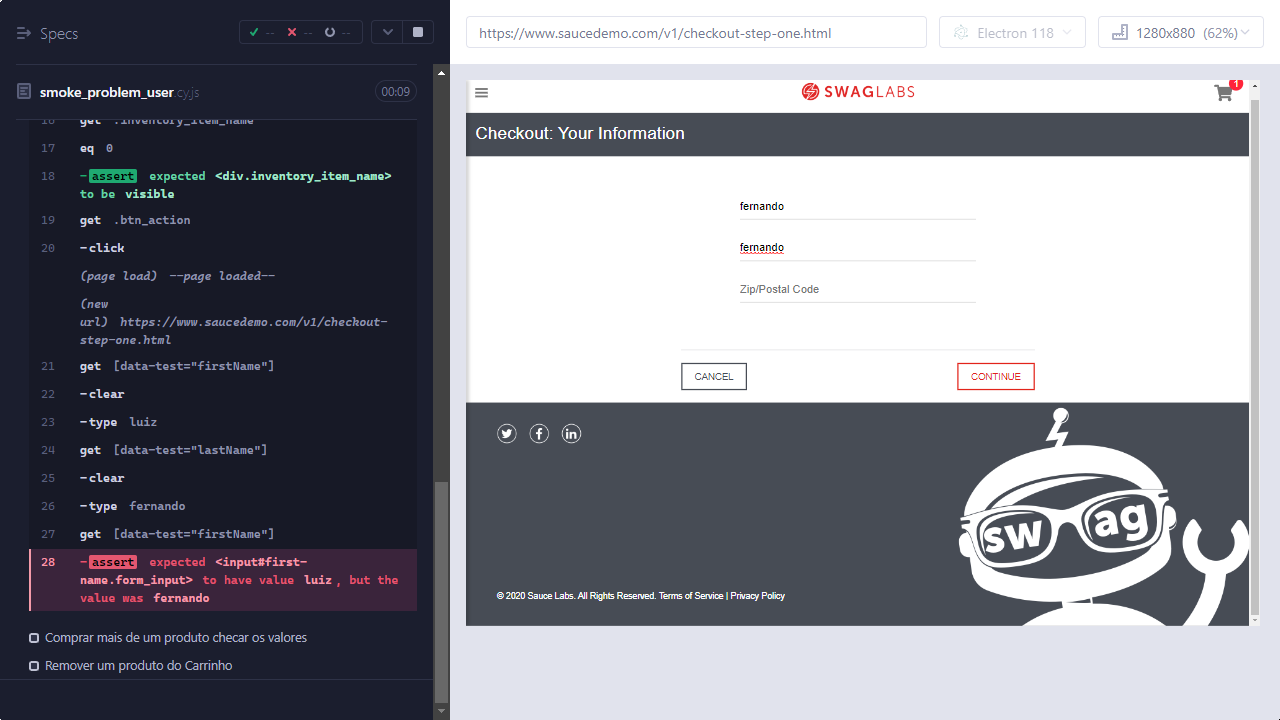 Specs
--
--
--
smoke_problem_user.cy.js
00:09
16 get .inventory_item_name
17 eq 0
18 -assert expected <div.inventory_item_name>
to be visible
19 get .btn_action
20 -click
(page load) --page loaded--
(new
url) https://www.saucedemo.com/v1/checkout-
step-one.html
21 get [data-test="firstName"]
22 -clear
23 -type luiz
24 get [data-test="lastName"]
25 -clear
26 -type fernando
27 get [data-test="firstName"]
28 -assert expected <input#first-
name.form_input> to have value luiz, but the
value was fernando
Comprar mais de um produto checar os valores
Remover um produto do Carrinho
https://www.saucedemo.com/v1/checkout-step-one.html
Electron 118
1280x880 (62%)
SWAGLABS
1
Checkout: Your Information
fernando
fernando
Zip/Postal Code
CANCEL
CONTINUE
sw ag
© 2020 Sauce Labs. All Rights Reserved. Terms of Service | Privacy Policy